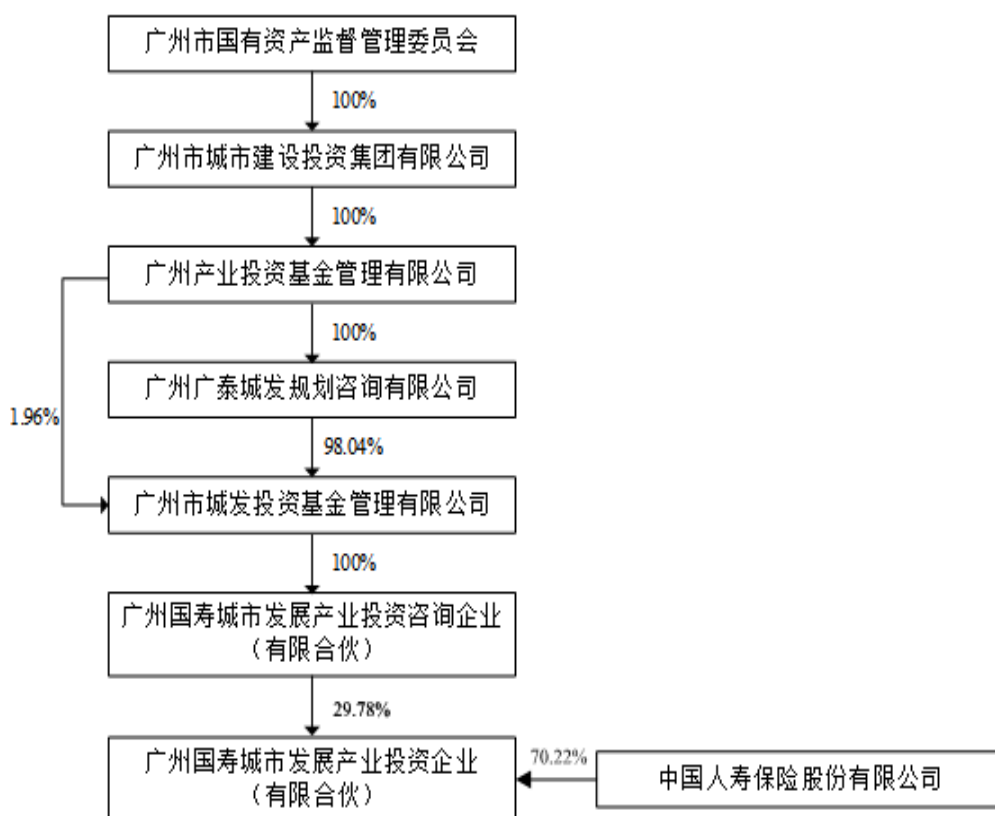 广州市国有资产监督管理委员会
100%
广州市城市建设投资集团有限公司
100%
广州产业投资基金管理有限公司
100%
广州广泰城发规划咨询有限公司
1.96%
98.04%
广州市城发投资基金管理有限公司
100%
广州国寿城市发展产业投资咨询企业
（有限合伙）
29.78%
广州国寿城市发展产业投资企业
（有限合伙）
70.22%
中国人寿保险股份有限公司